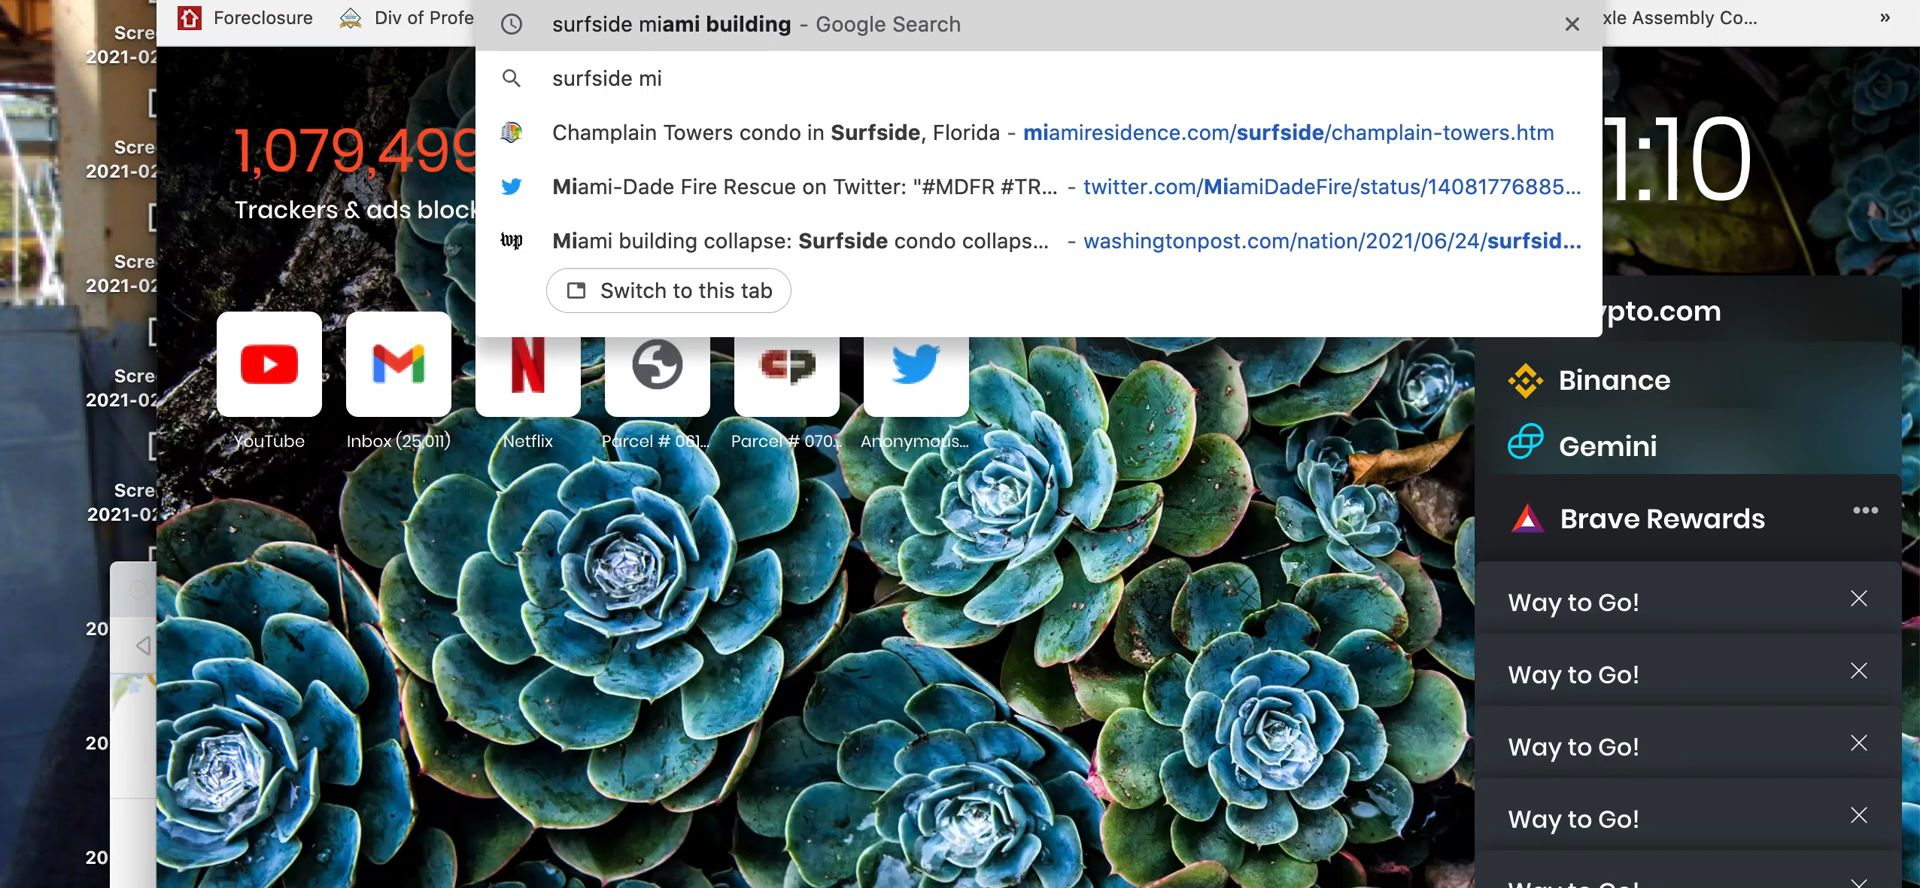 Foreclosure
Div of Profe
surfside miami building - Google Search
xle Assembly Co...
»
surfside mi
Champlain Towers condo in Surfside, Florida - miamiresidence.com/surfside/champlain-towers.htm
Miami-Dade Fire Rescue on Twitter: "#MDFR #TR... - twitter.com/MiamiDadeFire/status/14081776885...
Miami building collapse: Surfside condo collaps... - washingtonpost.com/nation/2021/06/24/surfsid...
Switch to this tab
Scre
2021-02
Scre
2021-02
Scre
2021-02
Scre
2021-02
Scre
2021-02
20
20
20
1,079,499
Trackers & ads block
1:10
YouTube
Inbox (25,011)
Netflix
Parcel # 061...
Parcel # 070...
Anonymous...
ypto.com
Binance
Gemini
Brave Rewards
Way to Go!
Way to Go!
Way to Go!
Way to Go!